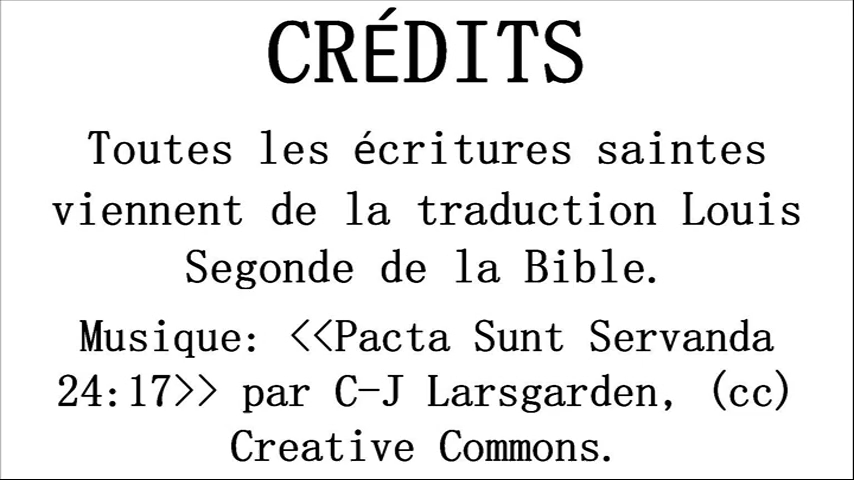 CRÉDITS
Toutes les écritures saintes
viennent de la traduction Louis
Segonde de la Bible.
Musique: <<Pacta Sunt Servanda
24:17>> par C-J Larsgarden, (cc)
Creative Commons.